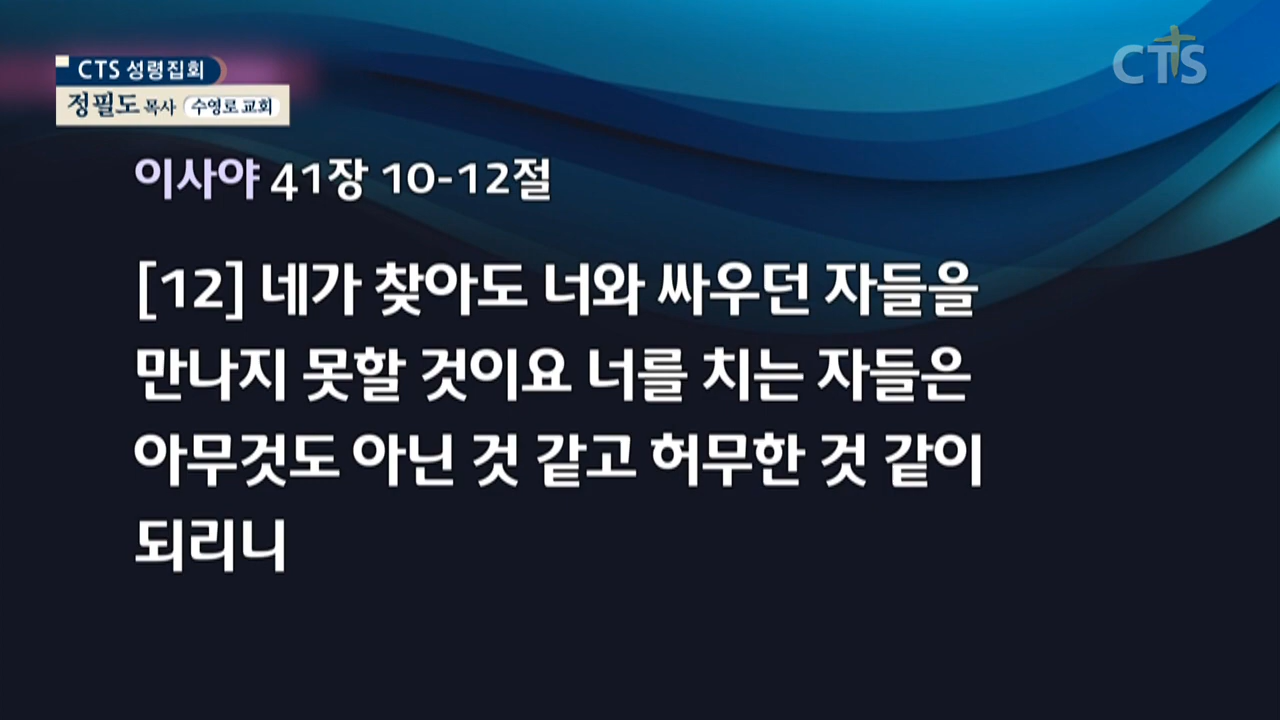 CTS 성령집회
CTS
정필도 목사 수영로교회
이사야 41장 10-12절
[12] 네가 찾아도 너와 싸우던 자들을
만나지 못할 것이요 너를 치는 자들은
아무것도 아닌 것 같고 허무한 것 같이
되리니